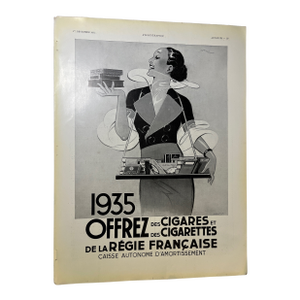 1935
OFFREZ DES CIGARES ET
DES CIGARETTES
DE LA RÉGIE FRANÇAISE
CAISSE AUTONOME D'AMORTISSEMENT